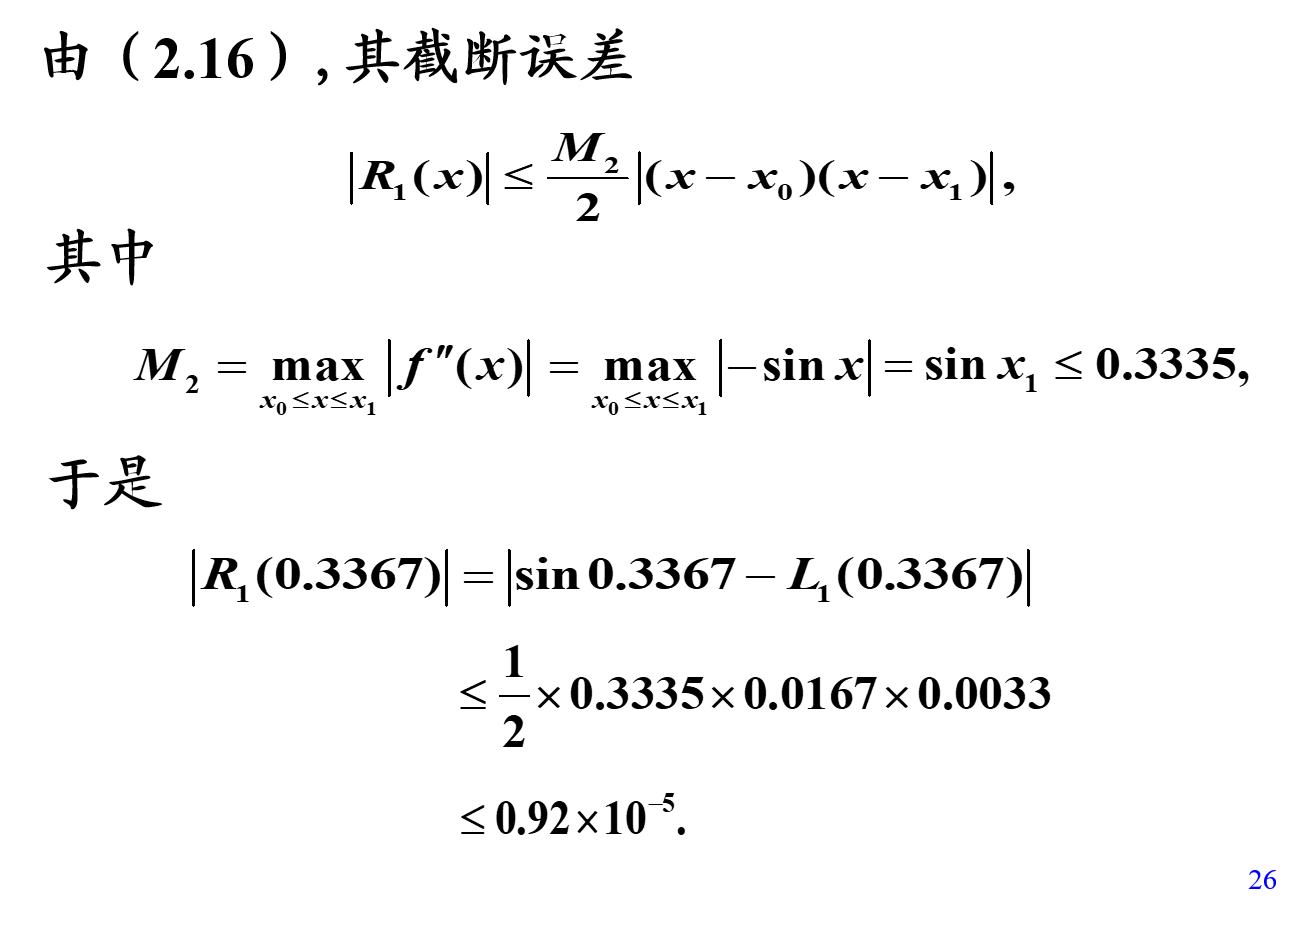 由（2.16）,其截断误差
|R₁(x)| ≤ M₂/2 |(x − x₀)(x − x₁)|,
其中
M₂ = max_{x₀≤x≤x₁} |f″(x)| = max_{x₀≤x≤x₁} |−sin x| = sin x₁ ≤ 0.3335,
于是
|R₁(0.3367)| = |sin 0.3367 − L₁(0.3367)|
≤ 1/2 × 0.3335 × 0.0167 × 0.0033
≤ 0.92×10⁻⁵.
26